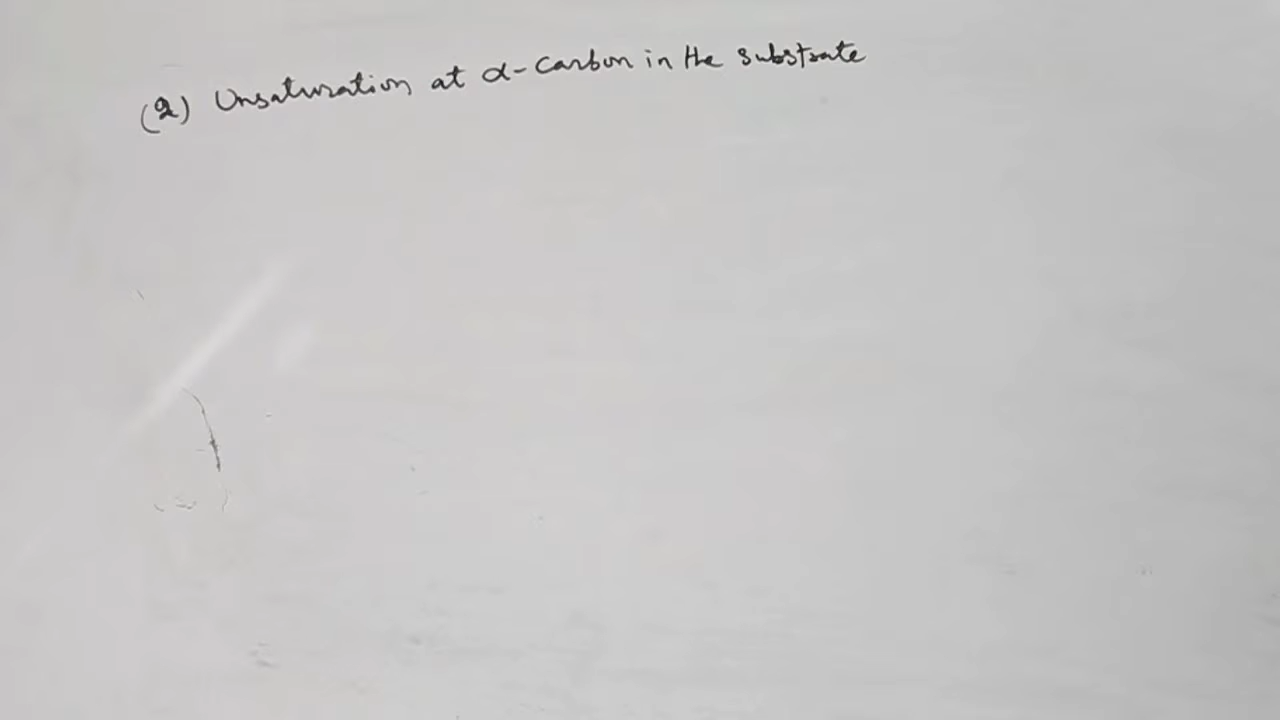 (2) Unsaturation at α-Carbon in the substrate